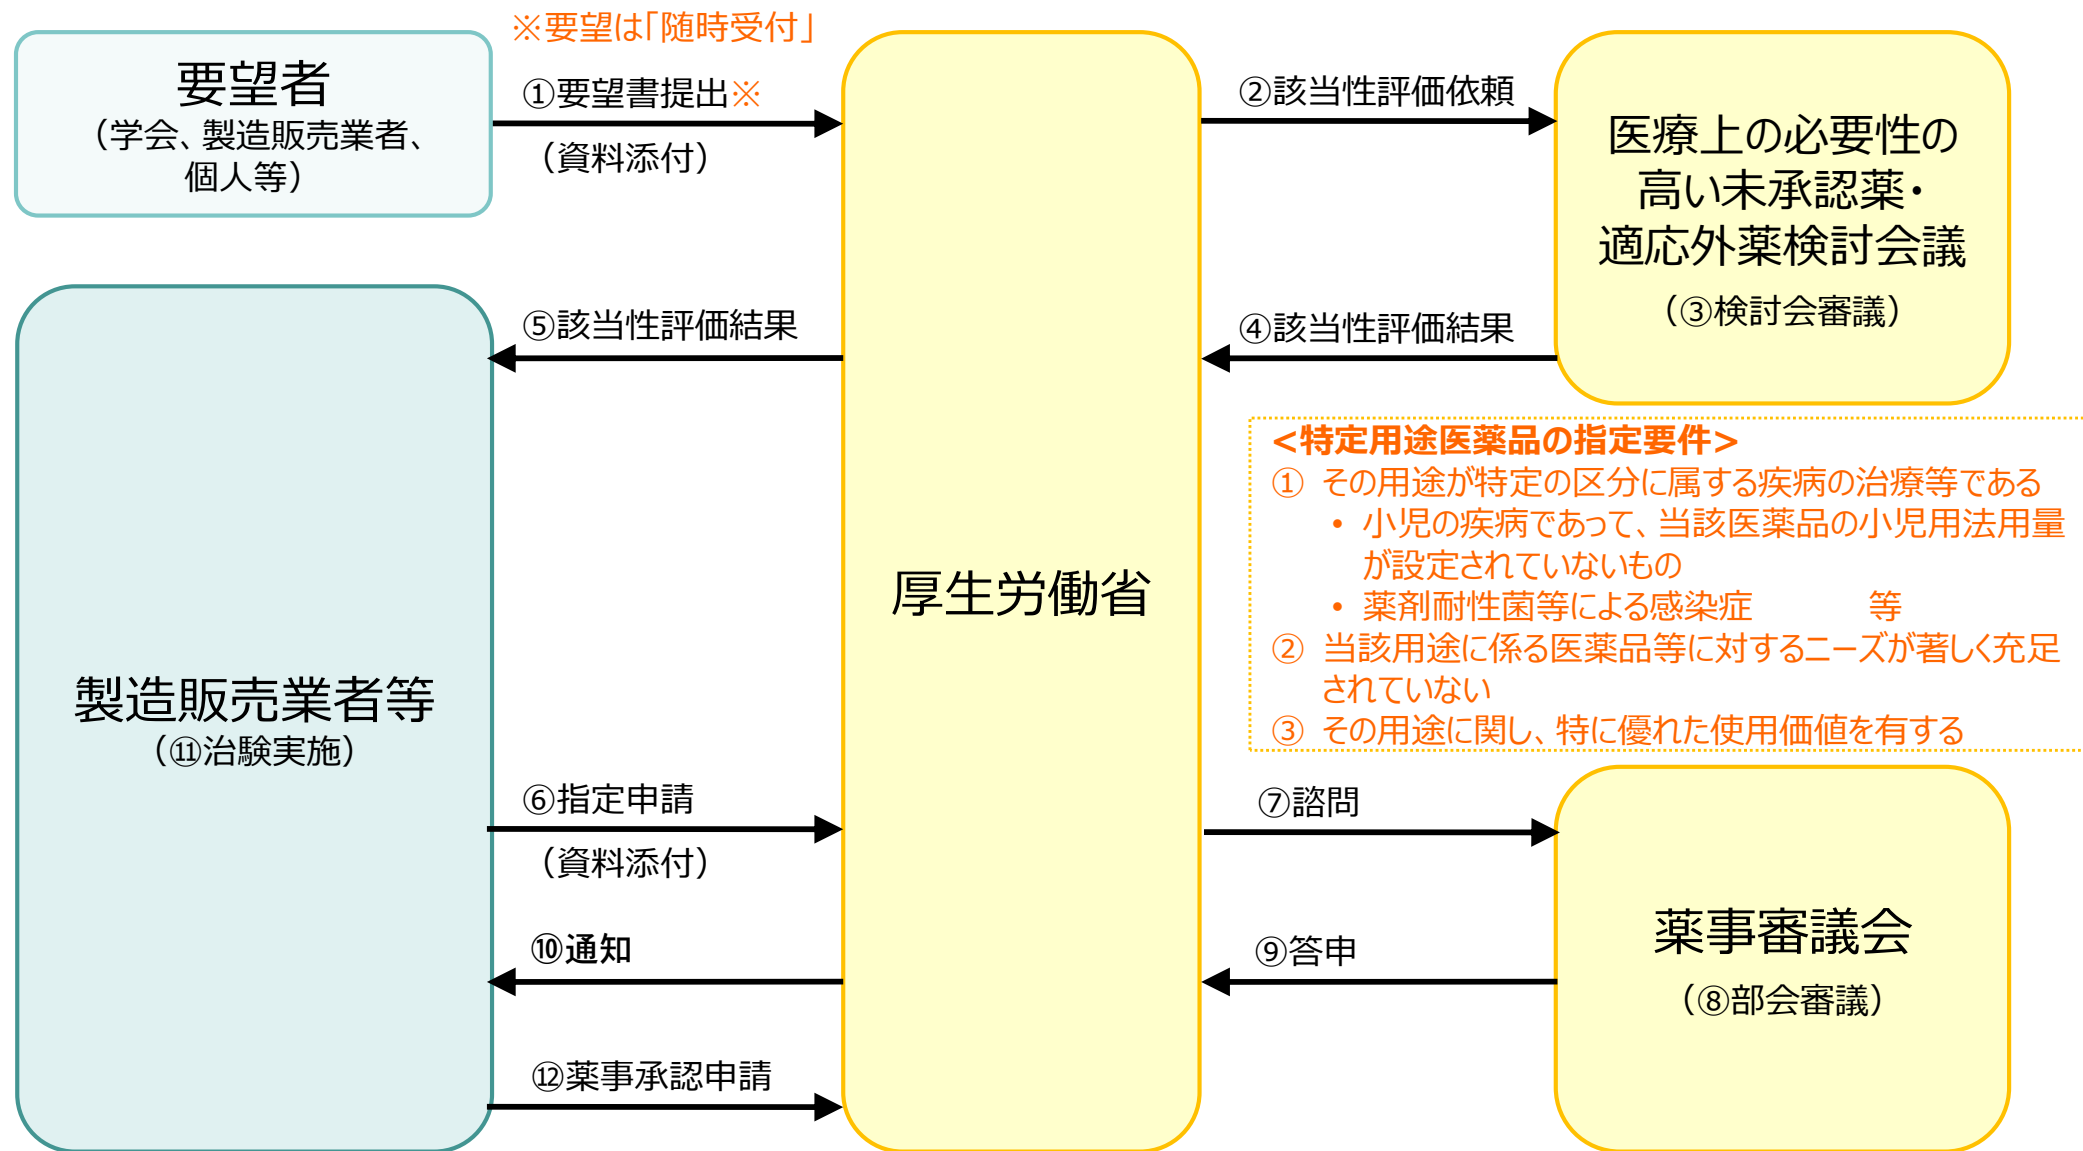 ※要望は「随時受付」
要望者
（学会、製造販売業者、
個人等）
①要望書提出※
（資料添付）
②該当性評価依頼
医療上の必要性の
高い未承認薬・
適応外薬検討会議
（③検討会審議）
⑤該当性評価結果
④該当性評価結果
<特定用途医薬品の指定要件>
① その用途が特定の区分に属する疾病の治療等である
• 小児の疾病であって、当該医薬品の小児用法用量
が設定されていないもの
• 薬剤耐性菌等による感染症 等
② 当該用途に係る医薬品等に対するニーズが著しく充足
されていない
③ その用途に関し、特に優れた使用価値を有する
厚生労働省
製造販売業者等
（⑪治験実施）
⑥指定申請
（資料添付）
⑦諮問
薬事審議会
（⑧部会審議）
⑩通知
⑨答申
⑫薬事承認申請